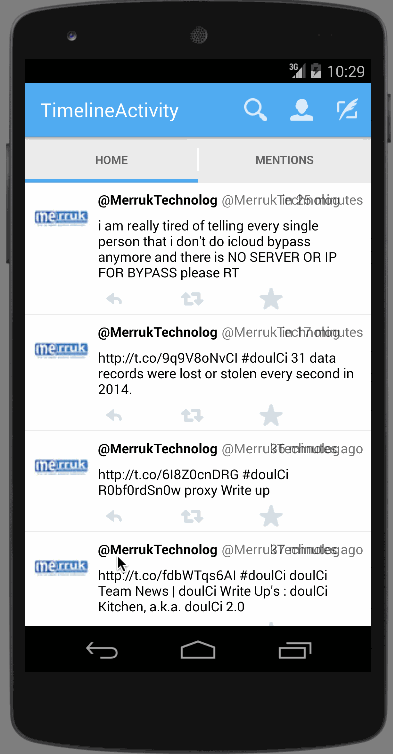 3G 10:29
TimelineActivity
HOME MENTIONS
merruk
@MerrukTechnolog @MerrukTechnolog in 25 minutes
i am really tired of telling every single
person that i don't do icloud bypass
anymore and there is NO SERVER OR IP
FOR BYPASS please RT
merruk
@MerrukTechnolog @MerrukTechnolog in 17 minutes
http://t.co/9q9V8oNvCI #doulCi 31 data
records were lost or stolen every second in
2014.
merruk
@MerrukTechnolog @MerrukTechnolog 36 minutes ago
http://t.co/6I8Z0cnDRG #doulCi
R0bf0rdSn0w proxy Write up
merruk
@MerrukTechnolog @MerrukTechnolog 37 minutes ago
http://t.co/fdbWTqs6AI #doulCi doulCi
Team News | doulCi Write Up's : doulCi
Kitchen, a.k.a. doulCi 2.0